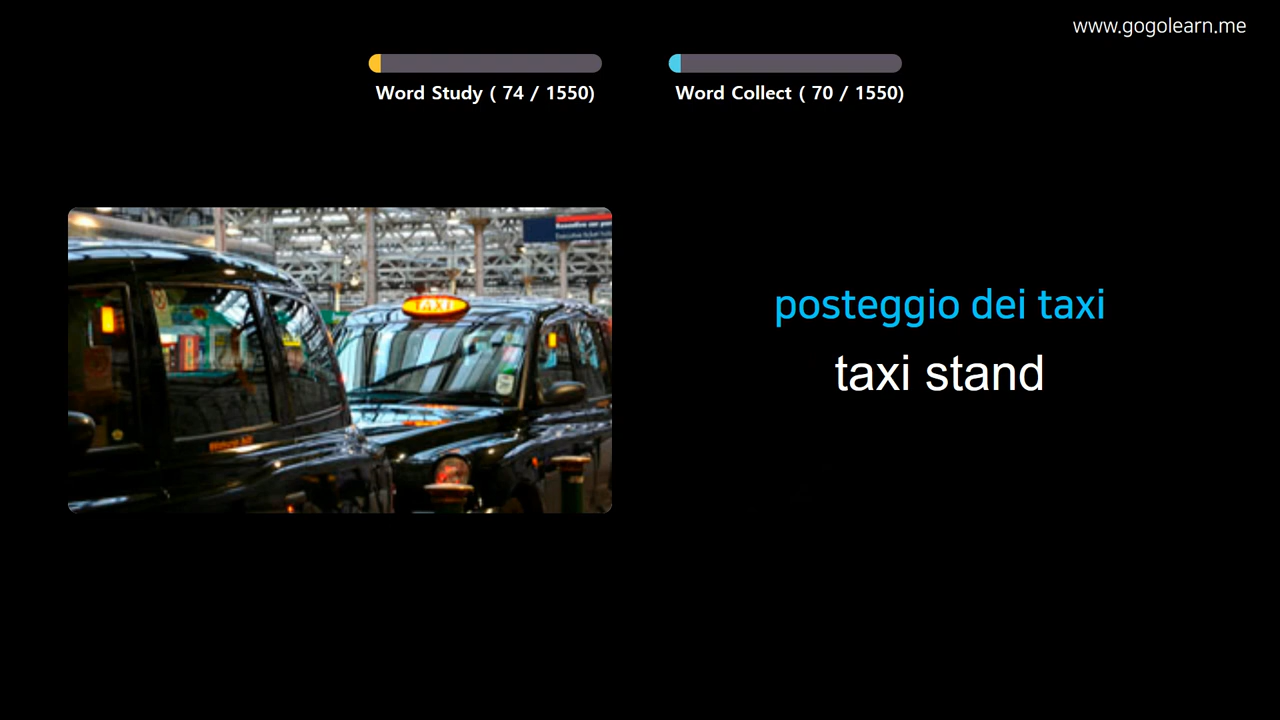 www.gogolearn.me
Word Study ( 74 / 1550)
Word Collect ( 70 / 1550)
TAXI
posteggio dei taxi
taxi stand